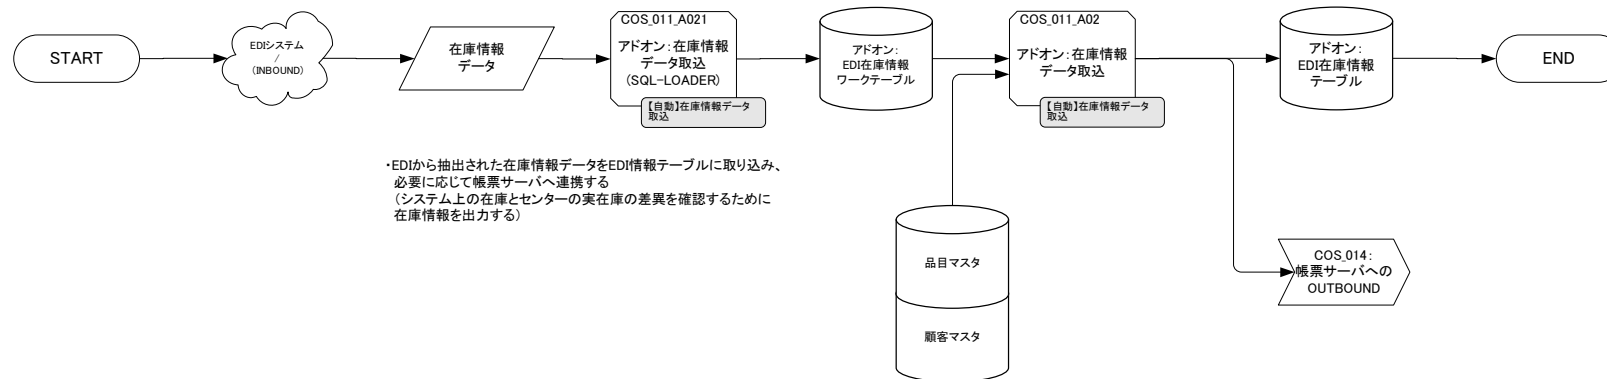 START
EDIシステム
/
(INBOUND)
在庫情報
データ
COS_011_A021
アドオン:在庫情報
データ取込
(SQL-LOADER)
【自動】在庫情報データ
取込
アドオン:
EDI在庫情報
ワークテーブル
COS_011_A02
アドオン:在庫情報
データ取込
【自動】在庫情報データ
取込
アドオン:
EDI在庫情報
テーブル
END
・EDIから抽出された在庫情報データをEDI情報テーブルに取り込み、
必要に応じて帳票サーバへ連携する
(システム上の在庫とセンターの実在庫の差異を確認するために
在庫情報を出力する)
品目マスタ
顧客マスタ
COS_014:
帳票サーバへの
OUTBOUND